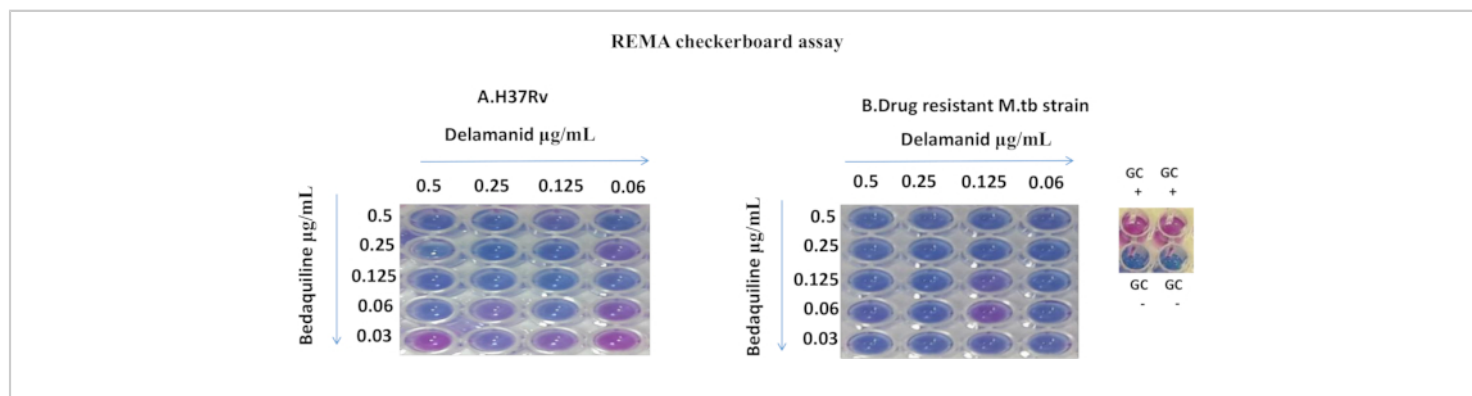 REMA checkerboard assay
A.H37Rv
Delamanid µg/mL
0.5 0.25 0.125 0.06
Bedaquiline µg/mL
0.5
0.25
0.125
0.06
0.03
B.Drug resistant M.tb strain
Delamanid µg/mL
0.5 0.25 0.125 0.06
Bedaquiline µg/mL
0.5
0.25
0.125
0.06
0.03
GC GC
+ +
GC GC
- -